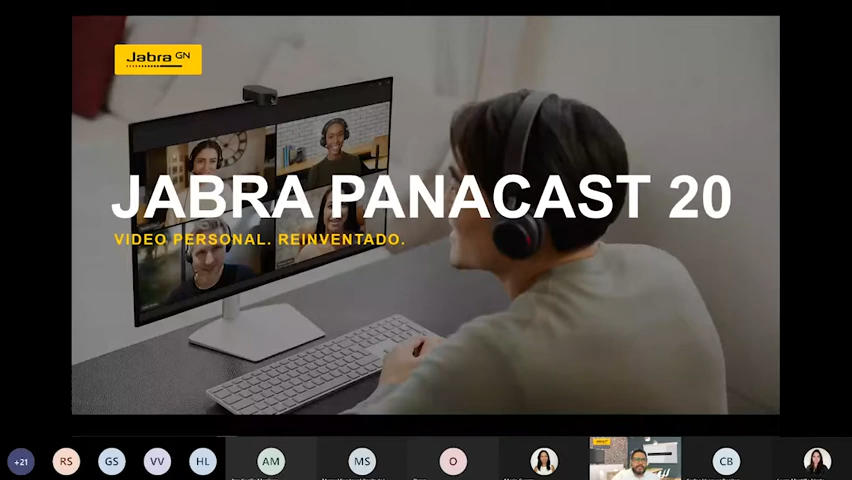 Jabra GN
JABRA PANACAST 20
VIDEO PERSONAL. REINVENTADO.
+21
RS
GS
VV
HL
AM
MS
O
CB